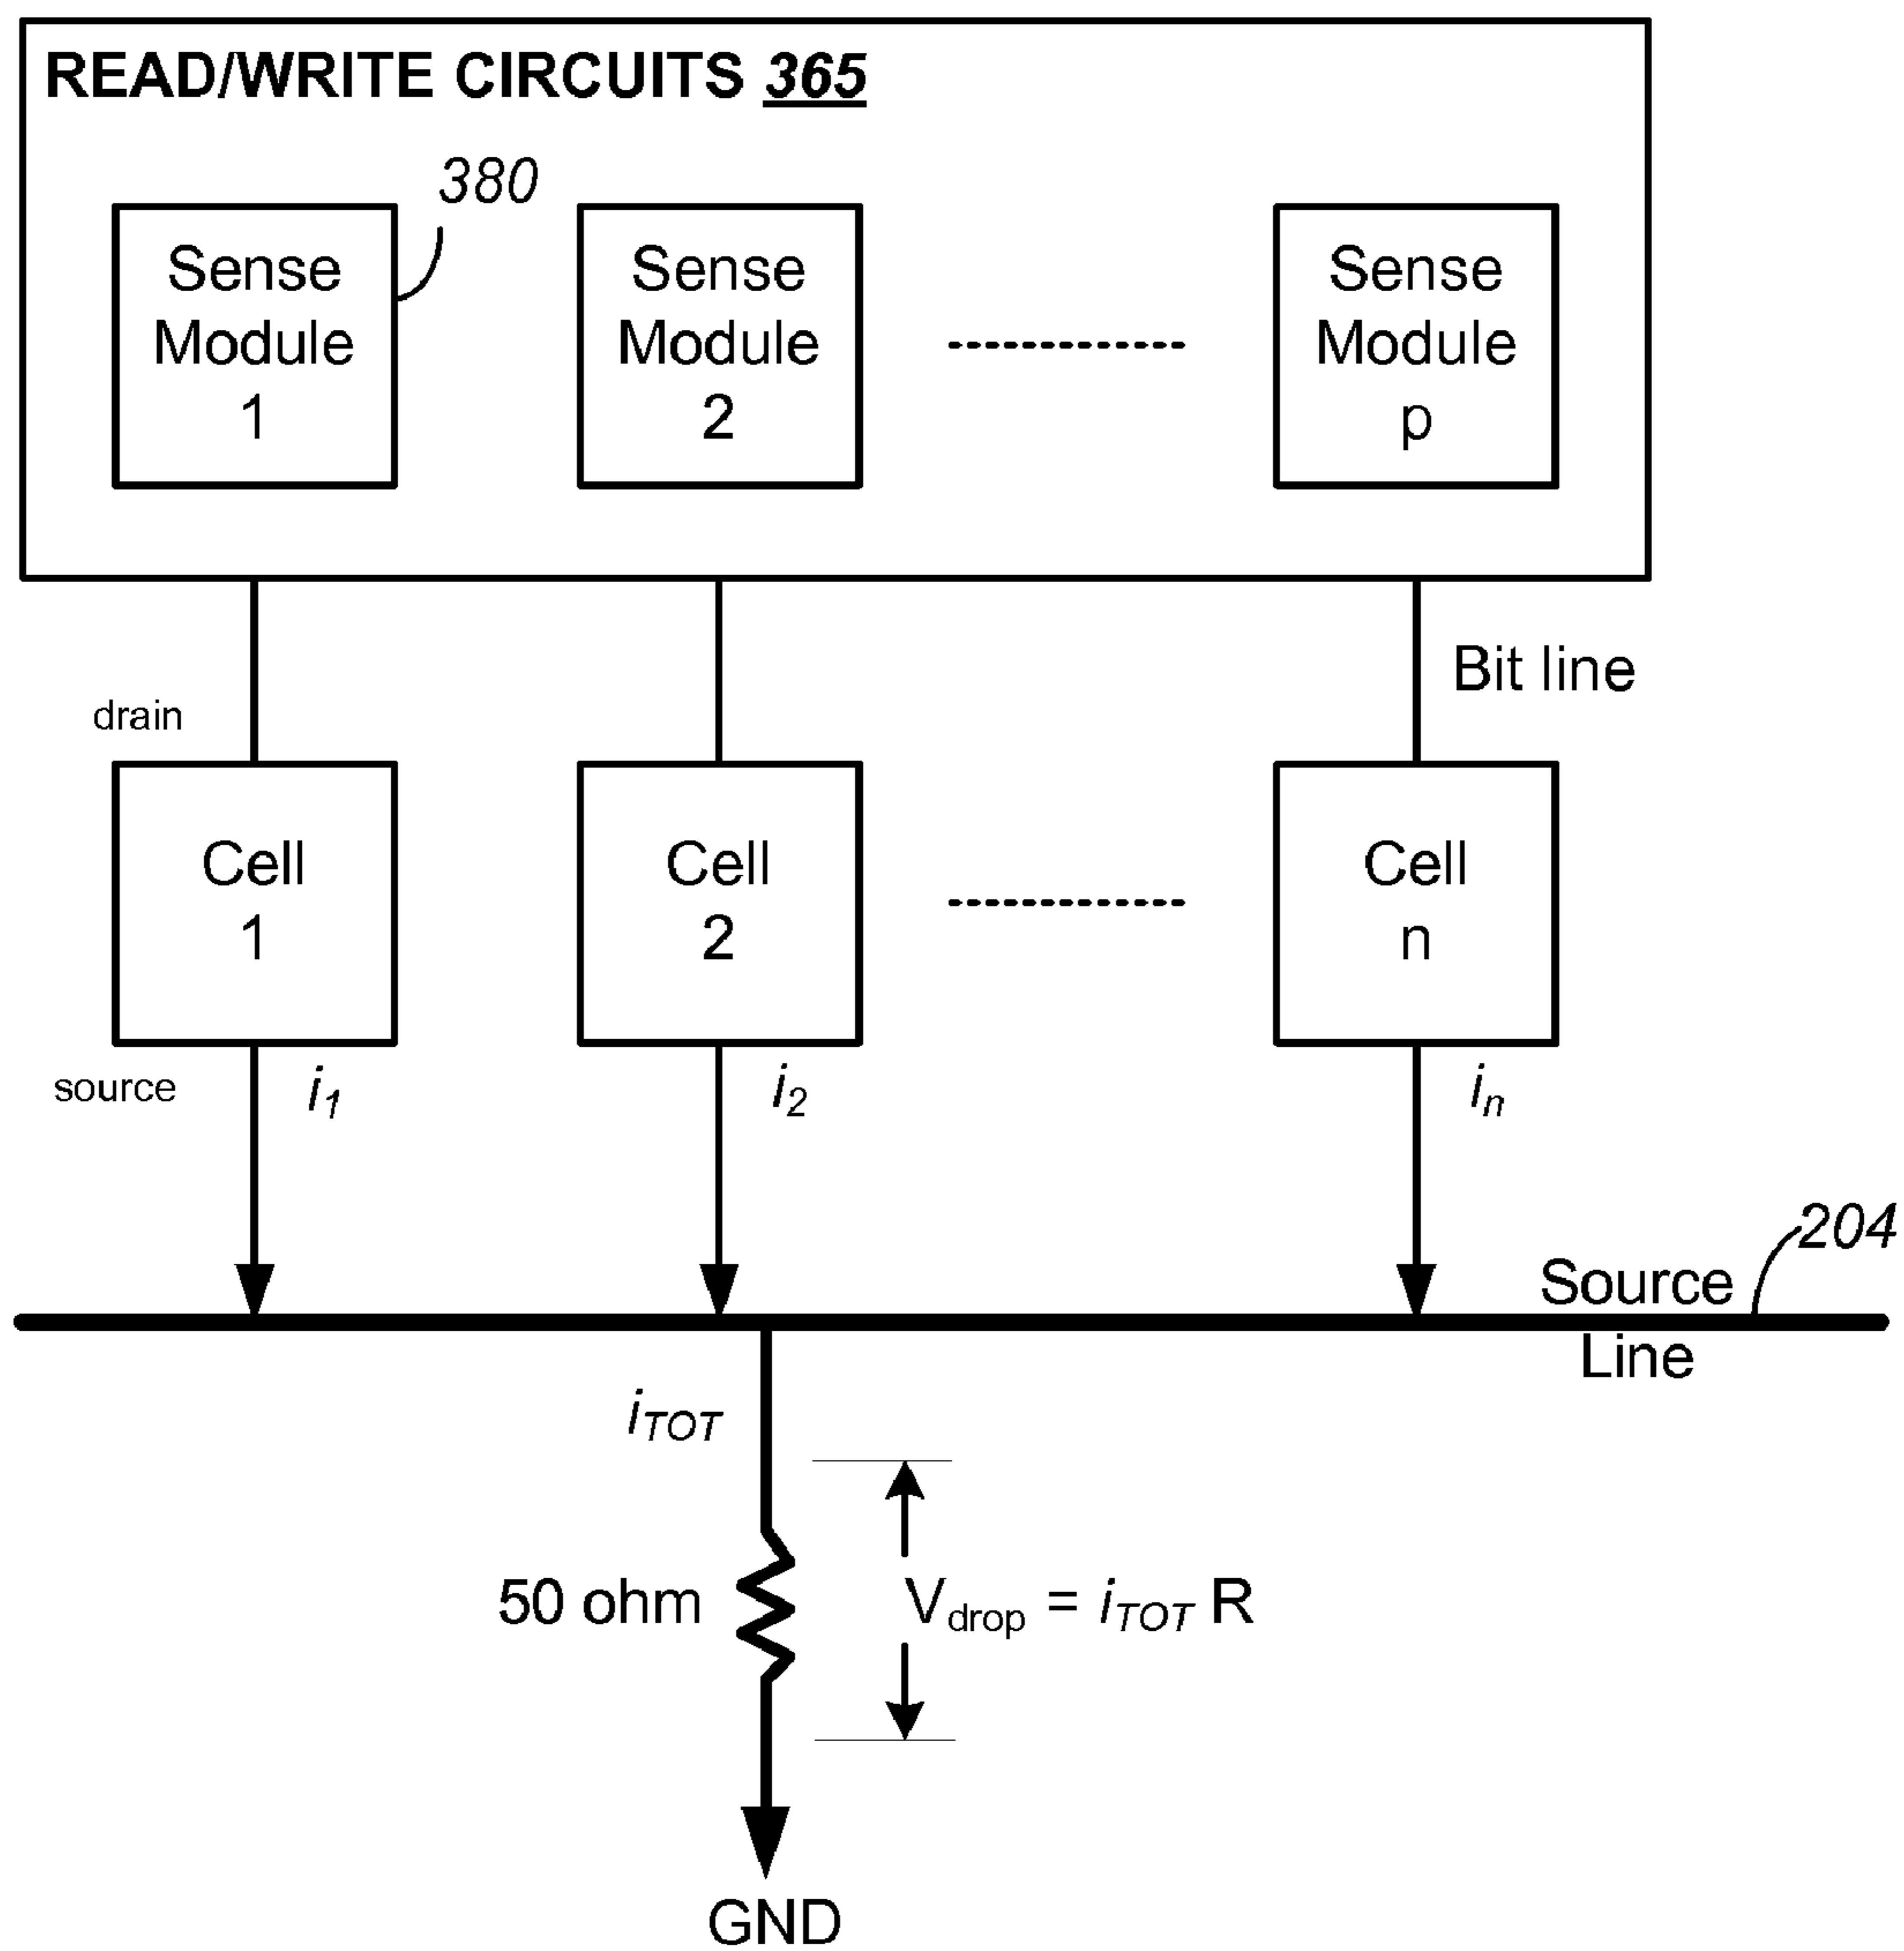 READ/WRITE CIRCUITS 365
380
Sense
Module
1
Sense
Module
2
Sense
Module
p
Bit line
drain
Cell
1
Cell
2
Cell
n
source
i1
i2
in
204
Source
Line
iTOT
50 ohm
Vdrop = iTOT R
GND